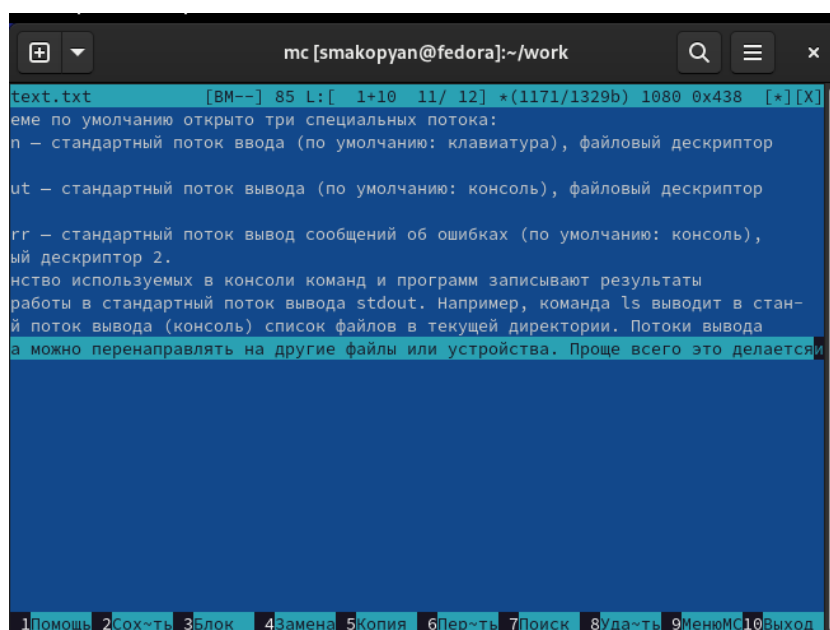 mc [smakopyan@fedora]:~/work
text.txt [BM--] 85 L:[ 1+10 11/ 12] *(1171/1329b) 1080 0x438 [*][X]
еме по умолчанию открыто три специальных потока:
n — стандартный поток ввода (по умолчанию: клавиатура), файловый дескриптор
ut — стандартный поток вывода (по умолчанию: консоль), файловый дескриптор
rr — стандартный поток вывод сообщений об ошибках (по умолчанию: консоль),
ый дескриптор 2.
нство используемых в консоли команд и программ записывают результаты
работы в стандартный поток вывода stdout. Например, команда ls выводит в стан-
й поток вывода (консоль) список файлов в текущей директории. Потоки вывода
а можно перенаправлять на другие файлы или устройства. Проще всего это делаетсяи
1Помощь 2Сох~ть 3Блок 4Замена 5Копия 6Пер~ть 7Поиск 8Уда~ть 9МенюMC10Выход